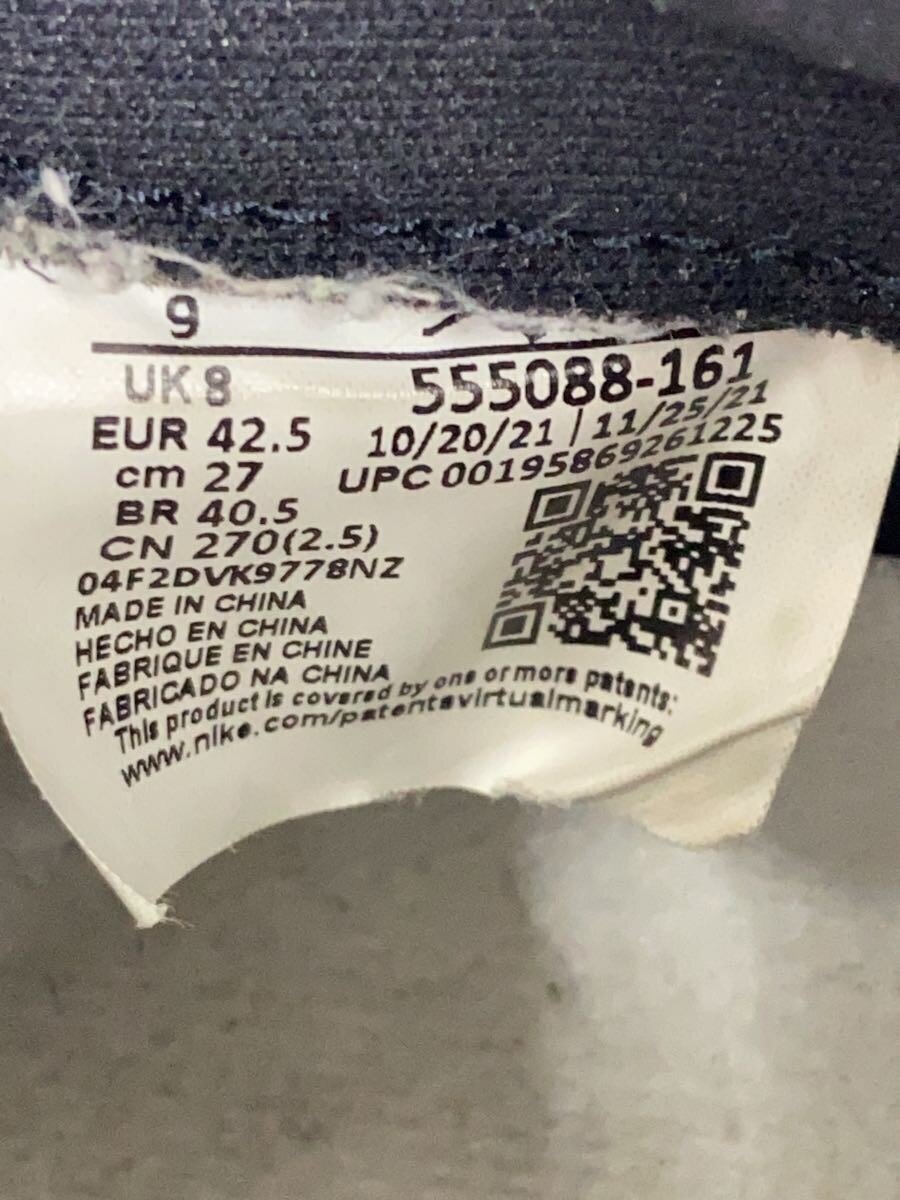 9
UK 8
555088-161
EUR 42.5
10/20/21 | 11/25/21
cm 27
UPC 00195869261225
BR 40.5
CN 270(2.5)
04F2DVK9778NZ
MADE IN CHINA
HECHO EN CHINA
FABRIQUE EN CHINE
FABRICADO NA CHINA
This product is covered by one or more patents:
www.nike.com/patentsvirtualmarking